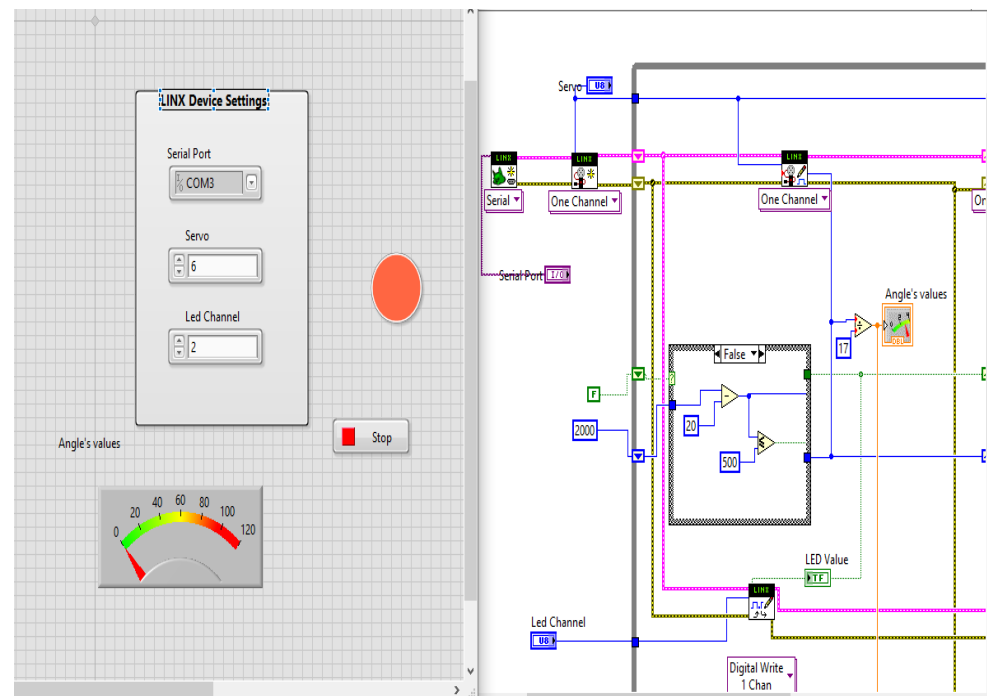 LINX Device Settings
Serial Port
COM3
Servo
6
Led Channel
2
Stop
Angle's values
0
20
40
60
80
100
120
Servo
U8
LINX
LINX
LINX
Serial
One Channel
One Channel
On
Serial Port
I/O
Angle's values
DBL
17
False
F
2000
20
500
LED Value
TF
LINX
Led Channel
U8
Digital Write
1 Chan